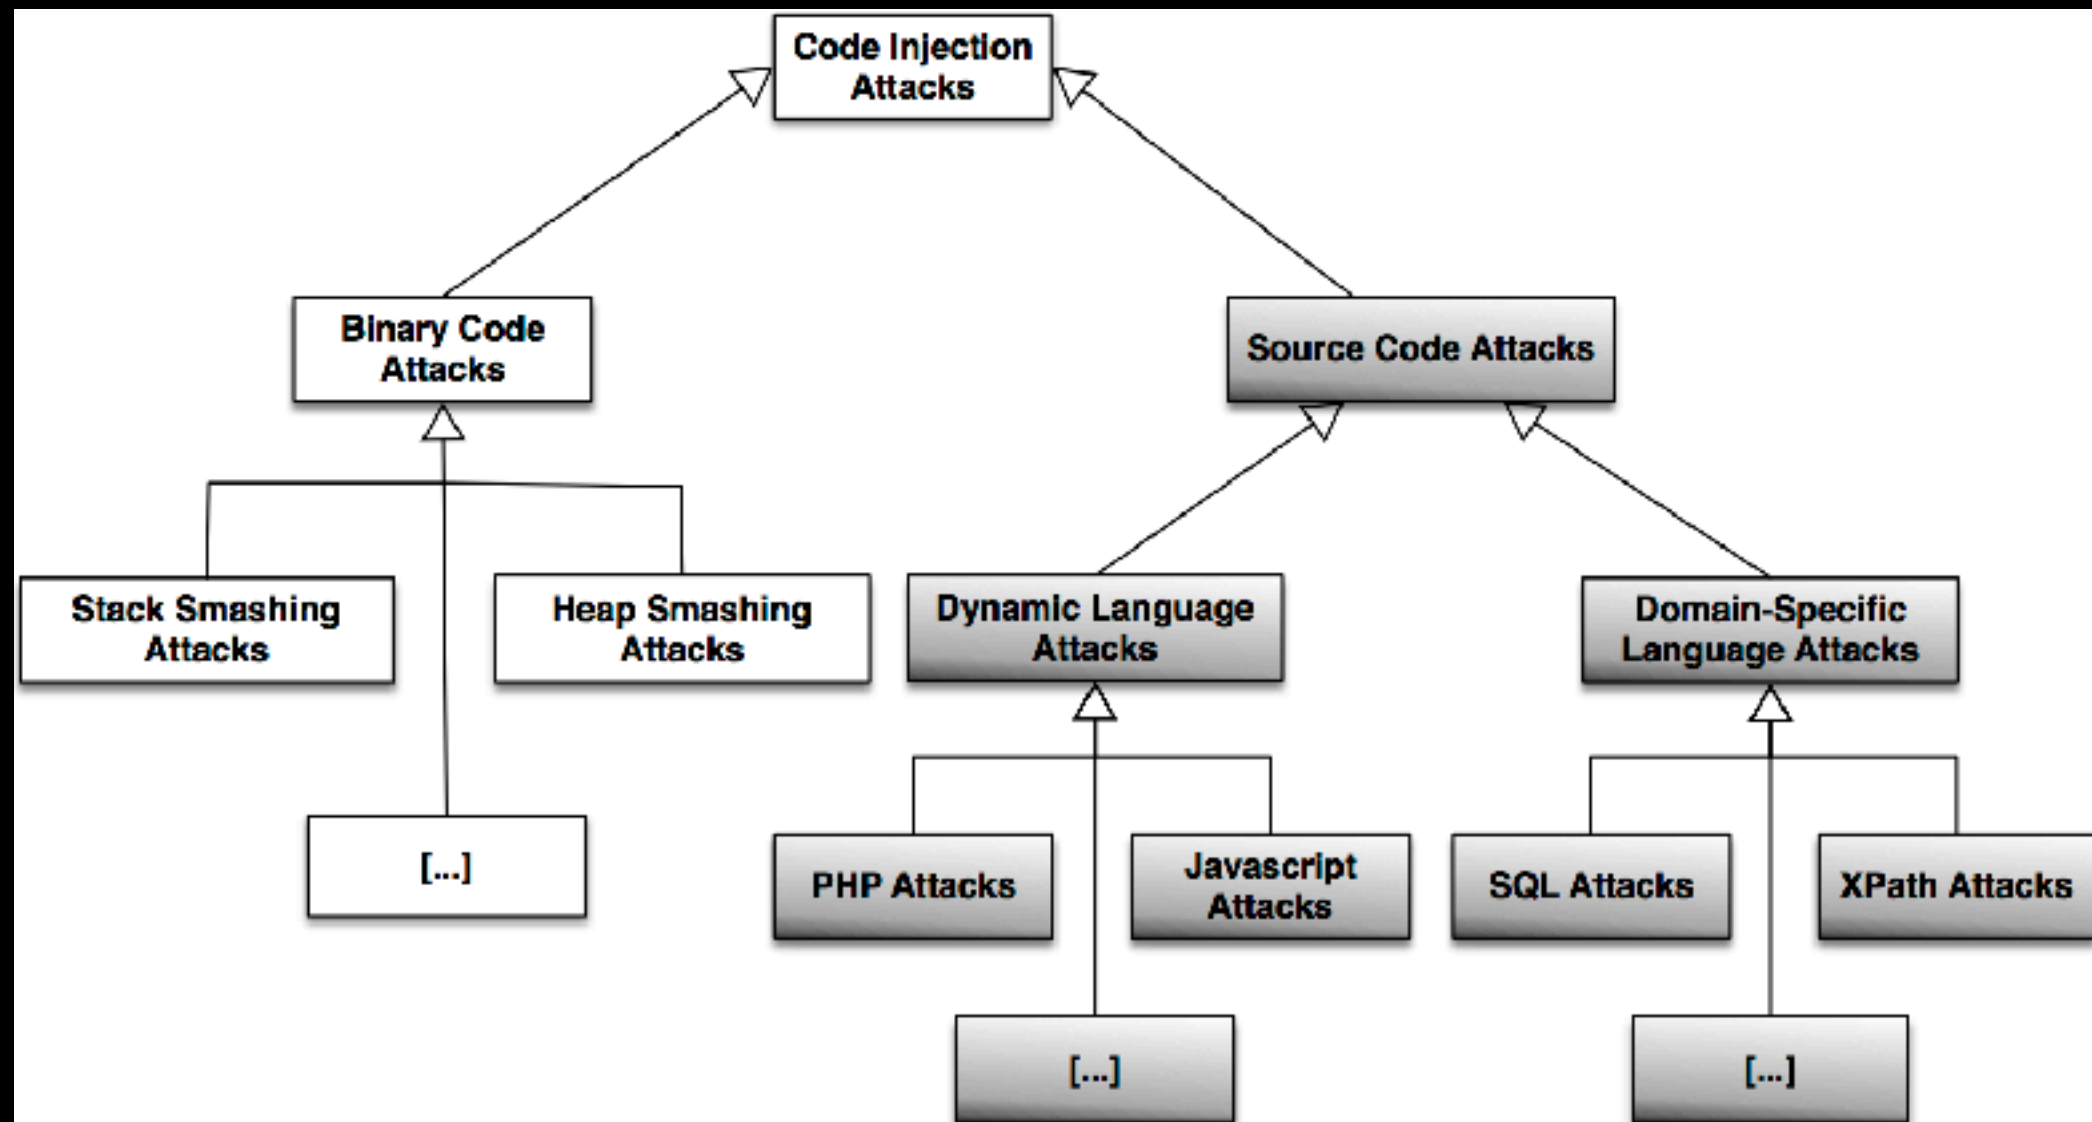 Code Injection
Attacks
Binary Code
Attacks
Source Code Attacks
Stack Smashing
Attacks
Heap Smashing
Attacks
Dynamic Language
Attacks
Domain-Specific
Language Attacks
[...]
PHP Attacks
Javascript
Attacks
SQL Attacks
XPath Attacks
[...]
[...]